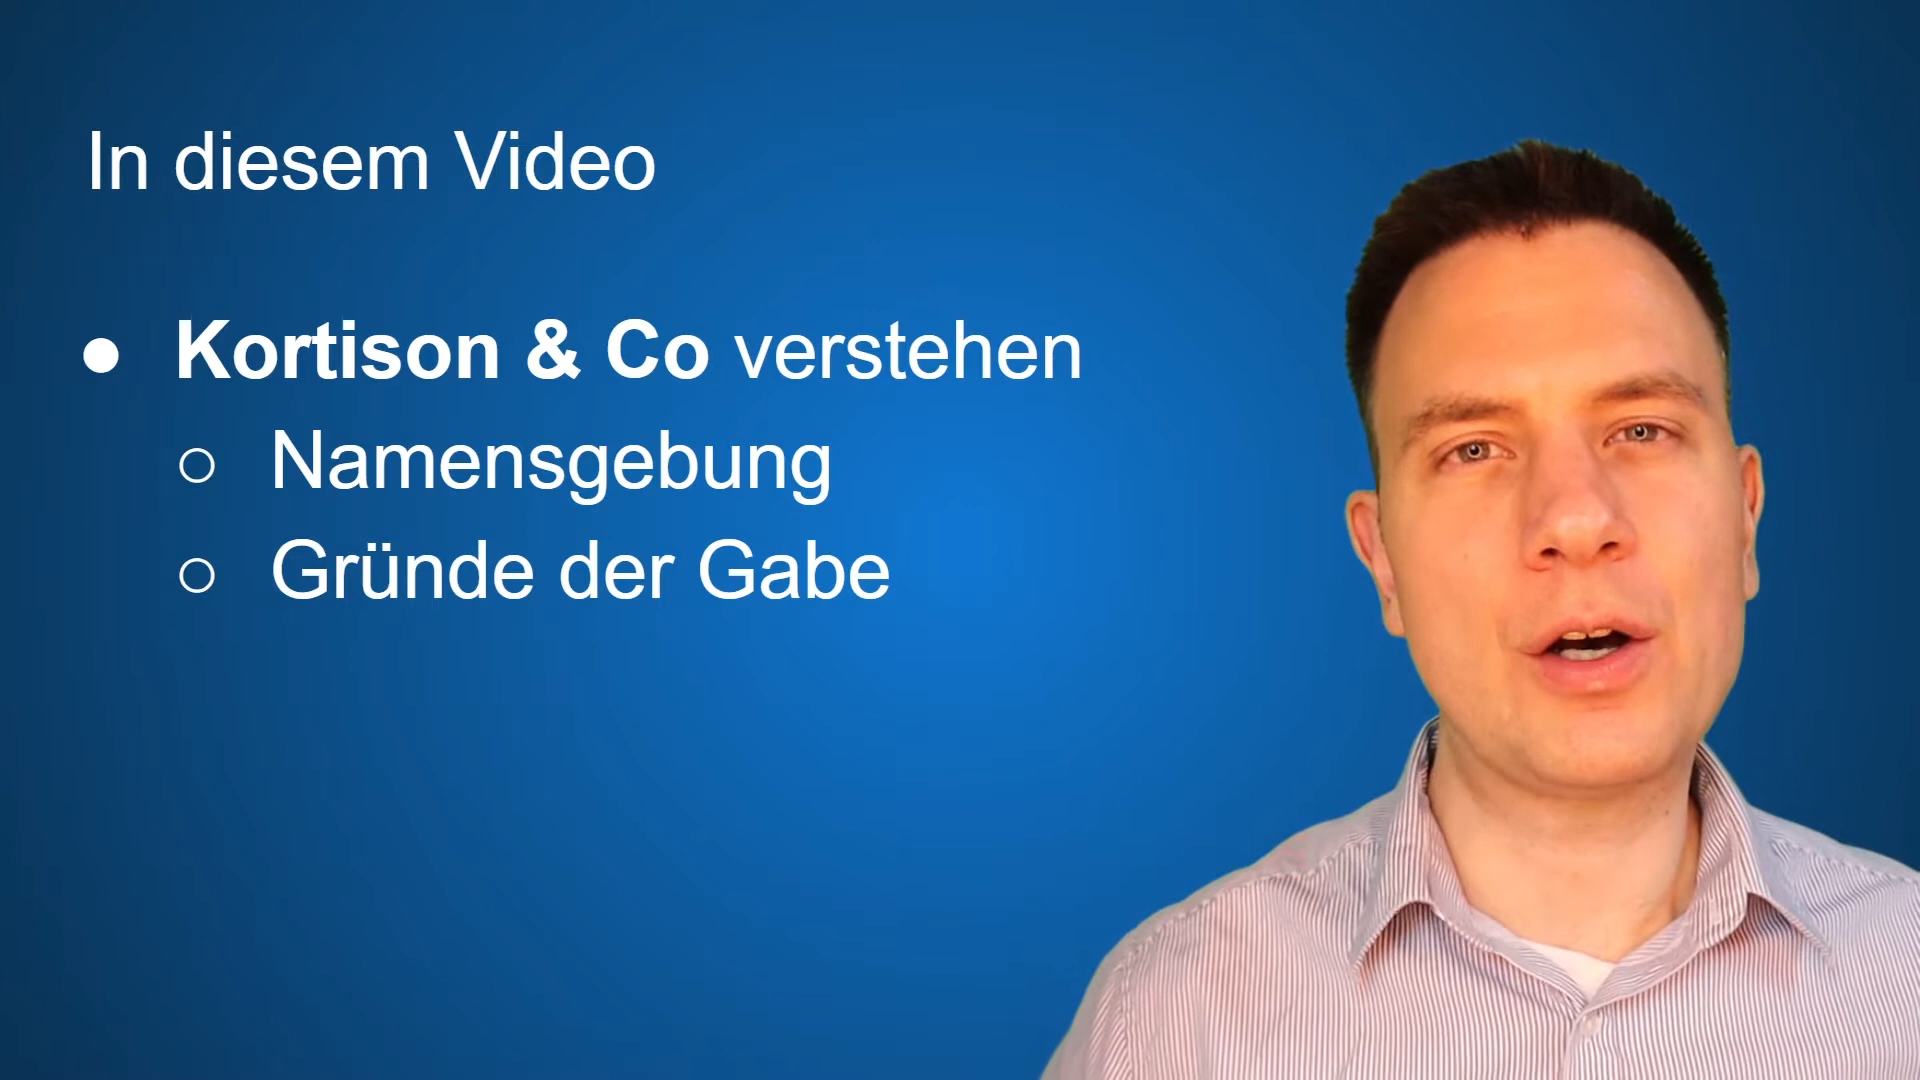 In diesem Video
● Kortison & Co verstehen
○ Namensgebung
○ Gründe der Gabe